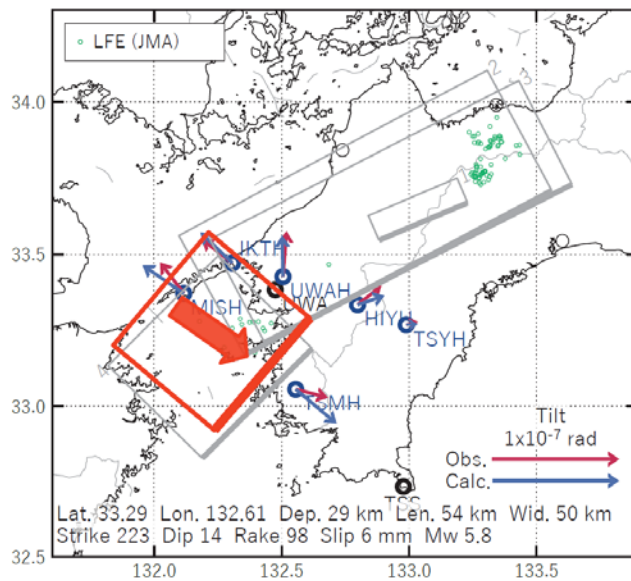 LFE (JMA)
34.0
33.5
33.0
32.5
IKTH
UWAH
UWA
MISH
HIYH
TSYH
TSMH
Tilt
1x10⁻⁷ rad
Obs.
Calc.
TSS
Lat. 33.29 Lon. 132.61 Dep. 29 km Len. 54 km Wid. 50 km
Strike 223 Dip 14 Rake 98 Slip 6 mm Mw 5.8
132.0 132.5 133.0 133.5